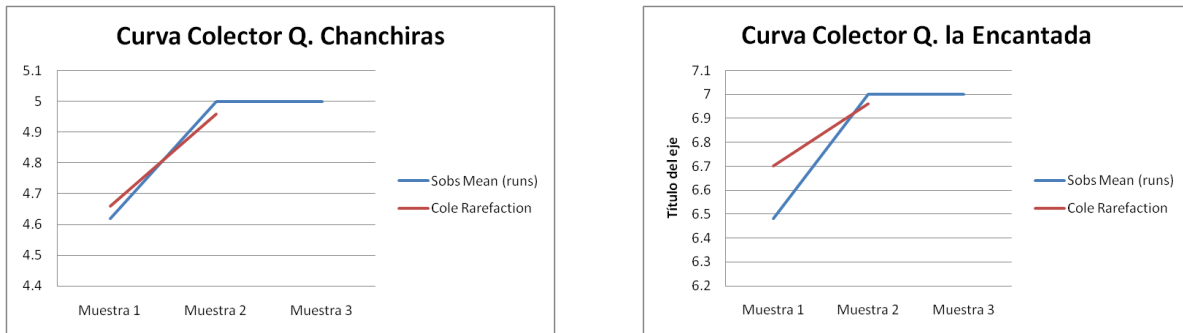 Curva Colector Q. Chanchiras
5.1
5
4.9
4.8
4.7
4.6
4.5
4.4
Muestra 1
Muestra 2
Muestra 3
Sobs Mean (runs)
Cole Rarefaction
Curva Colector Q. la Encantada
Título del eje
7.1
7
6.9
6.8
6.7
6.6
6.5
6.4
6.3
6.2
Muestra 1
Muestra 2
Muestra 3
Sobs Mean (runs)
Cole Rarefaction